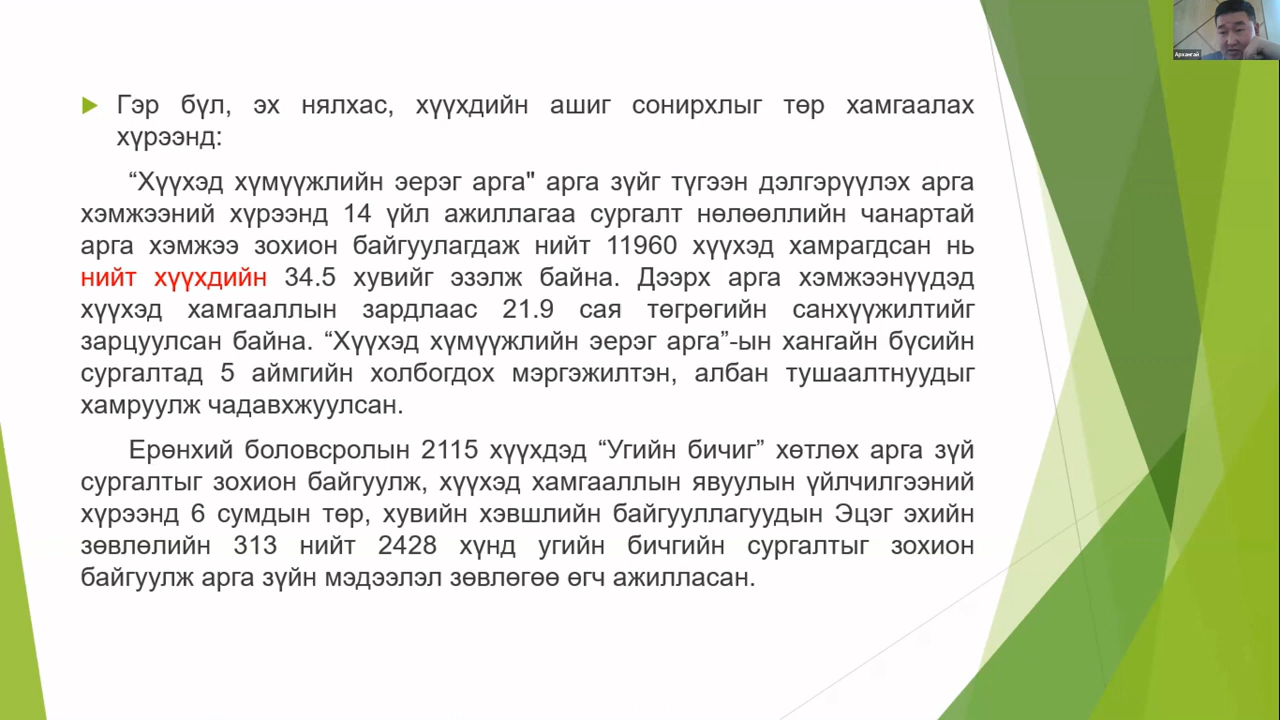 Архангай
Гэр бүл, эх нялхас, хүүхдийн ашиг сонирхлыг төр хамгаалах
хүрээнд:
“Хүүхэд хүмүүжлийн эерэг арга" арга зүйг түгээн дэлгэрүүлэх арга
хэмжээний хүрээнд 14 үйл ажиллагаа сургалт нөлөөллийн чанартай
арга хэмжээ зохион байгуулагдаж нийт 11960 хүүхэд хамрагдсан нь
нийт хүүхдийн 34.5 хувийг эзэлж байна. Дээрх арга хэмжээнүүдэд
хүүхэд хамгааллын зардлаас 21.9 сая төгрөгийн санхүүжилтийг
зарцуулсан байна. “Хүүхэд хүмүүжлийн эерэг арга”-ын хангайн бүсийн
сургалтад 5 аймгийн холбогдох мэргэжилтэн, албан тушаалтнуудыг
хамруулж чадавхжуулсан.
Ерөнхий боловсролын 2115 хүүхдэд “Угийн бичиг” хөтлөх арга зүй
сургалтыг зохион байгуулж, хүүхэд хамгааллын явуулын үйлчилгээний
хүрээнд 6 сумдын төр, хувийн хэвшлийн байгууллагуудын Эцэг эхийн
зөвлөлийн 313 нийт 2428 хүнд угийн бичгийн сургалтыг зохион
байгуулж арга зүйн мэдээлэл зөвлөгөө өгч ажилласан.